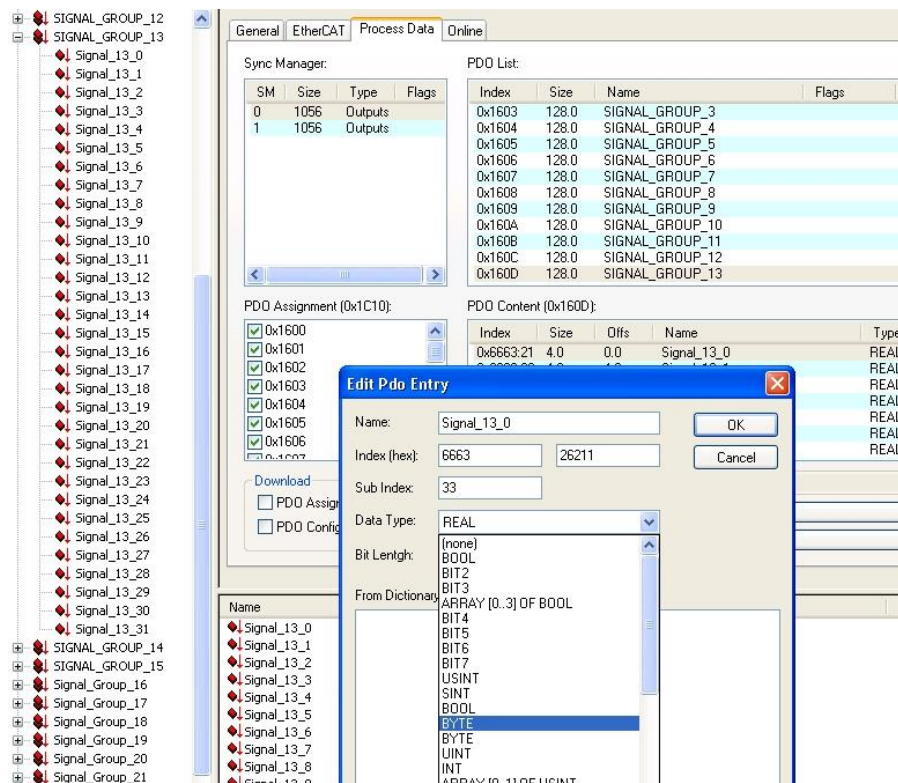 SIGNAL_GROUP_12
SIGNAL_GROUP_13
Signal_13_0
Signal_13_1
Signal_13_2
Signal_13_3
Signal_13_4
Signal_13_5
Signal_13_6
Signal_13_7
Signal_13_8
Signal_13_9
Signal_13_10
Signal_13_11
Signal_13_12
Signal_13_13
Signal_13_14
Signal_13_15
Signal_13_16
Signal_13_17
Signal_13_18
Signal_13_19
Signal_13_20
Signal_13_21
Signal_13_22
Signal_13_23
Signal_13_24
Signal_13_25
Signal_13_26
Signal_13_27
Signal_13_28
Signal_13_29
Signal_13_30
Signal_13_31
SIGNAL_GROUP_14
SIGNAL_GROUP_15
Signal_Group_16
Signal_Group_17
Signal_Group_18
Signal_Group_19
Signal_Group_20
Signal_Group_21
General EtherCAT Process Data Online
Sync Manager:
SM Size Type Flags
0 1056 Outputs
1 1056 Outputs
PDO List:
Index Size Name Flags
0x1603 128.0 SIGNAL_GROUP_3
0x1604 128.0 SIGNAL_GROUP_4
0x1605 128.0 SIGNAL_GROUP_5
0x1606 128.0 SIGNAL_GROUP_6
0x1607 128.0 SIGNAL_GROUP_7
0x1608 128.0 SIGNAL_GROUP_8
0x1609 128.0 SIGNAL_GROUP_9
0x160A 128.0 SIGNAL_GROUP_10
0x160B 128.0 SIGNAL_GROUP_11
0x160C 128.0 SIGNAL_GROUP_12
0x160D 128.0 SIGNAL_GROUP_13
PDO Assignment (0x1C10):
0x1600
0x1601
0x1602
0x1603
0x1604
0x1605
0x1606
Download
PDO Assig
PDO Config
PDO Content (0x160D):
Index Size Offs Name Type
0x6663:21 4.0 0.0 Signal_13_0 REAL
REAL
REAL
REAL
REAL
REAL
REAL
Edit Pdo Entry
Name: Signal_13_0 OK
Index (hex): 6663 26211 Cancel
Sub Index: 33
Data Type: REAL
Bit Lentgh:
From Dictionary
(none)
BOOL
BIT2
BIT3
ARRAY [0..3] OF BOOL
BIT4
BIT5
BIT6
BIT7
USINT
SINT
BOOL
BYTE
BYTE
UINT
INT
ARRAY [0..1] OF USINT
Name
Signal_13_0
Signal_13_1
Signal_13_2
Signal_13_3
Signal_13_4
Signal_13_5
Signal_13_6
Signal_13_7
Signal_13_8